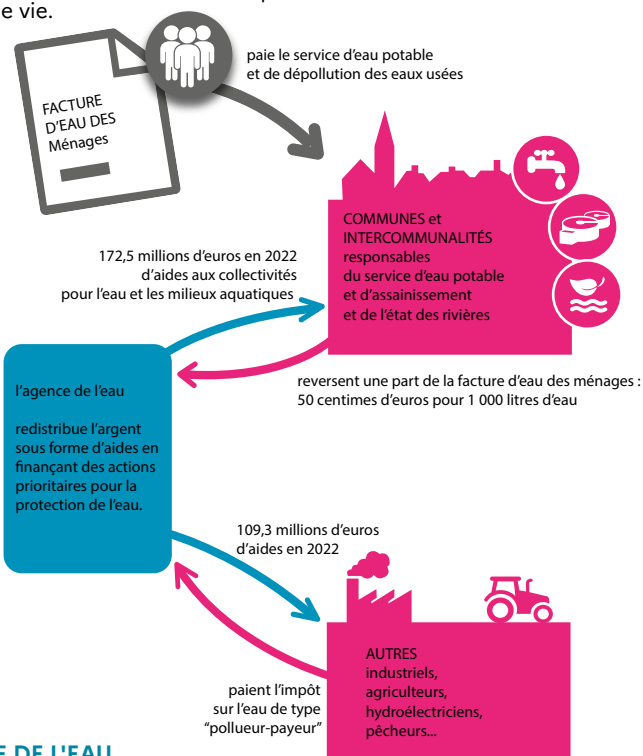 e vie.
paie le service d'eau potable
et de dépollution des eaux usées
FACTURE
D'EAU DES
Ménages
COMMUNES et
INTERCOMMUNALITÉS
responsables
du service d'eau potable
et d'assainissement
et de l'état des rivières
172,5 millions d'euros en 2022
d'aides aux collectivités
pour l'eau et les milieux aquatiques
reversent une part de la facture d'eau des ménages :
50 centimes d'euros pour 1 000 litres d'eau
l'agence de l'eau
redistribue l'argent
sous forme d'aides en
finançant des actions
prioritaires pour la
protection de l'eau.
109,3 millions d'euros
d'aides en 2022
AUTRES
industriels,
agriculteurs,
hydroélectriciens,
pêcheurs...
paient l'impôt
sur l'eau de type
“pollueur-payeur”
E DE L'EAU